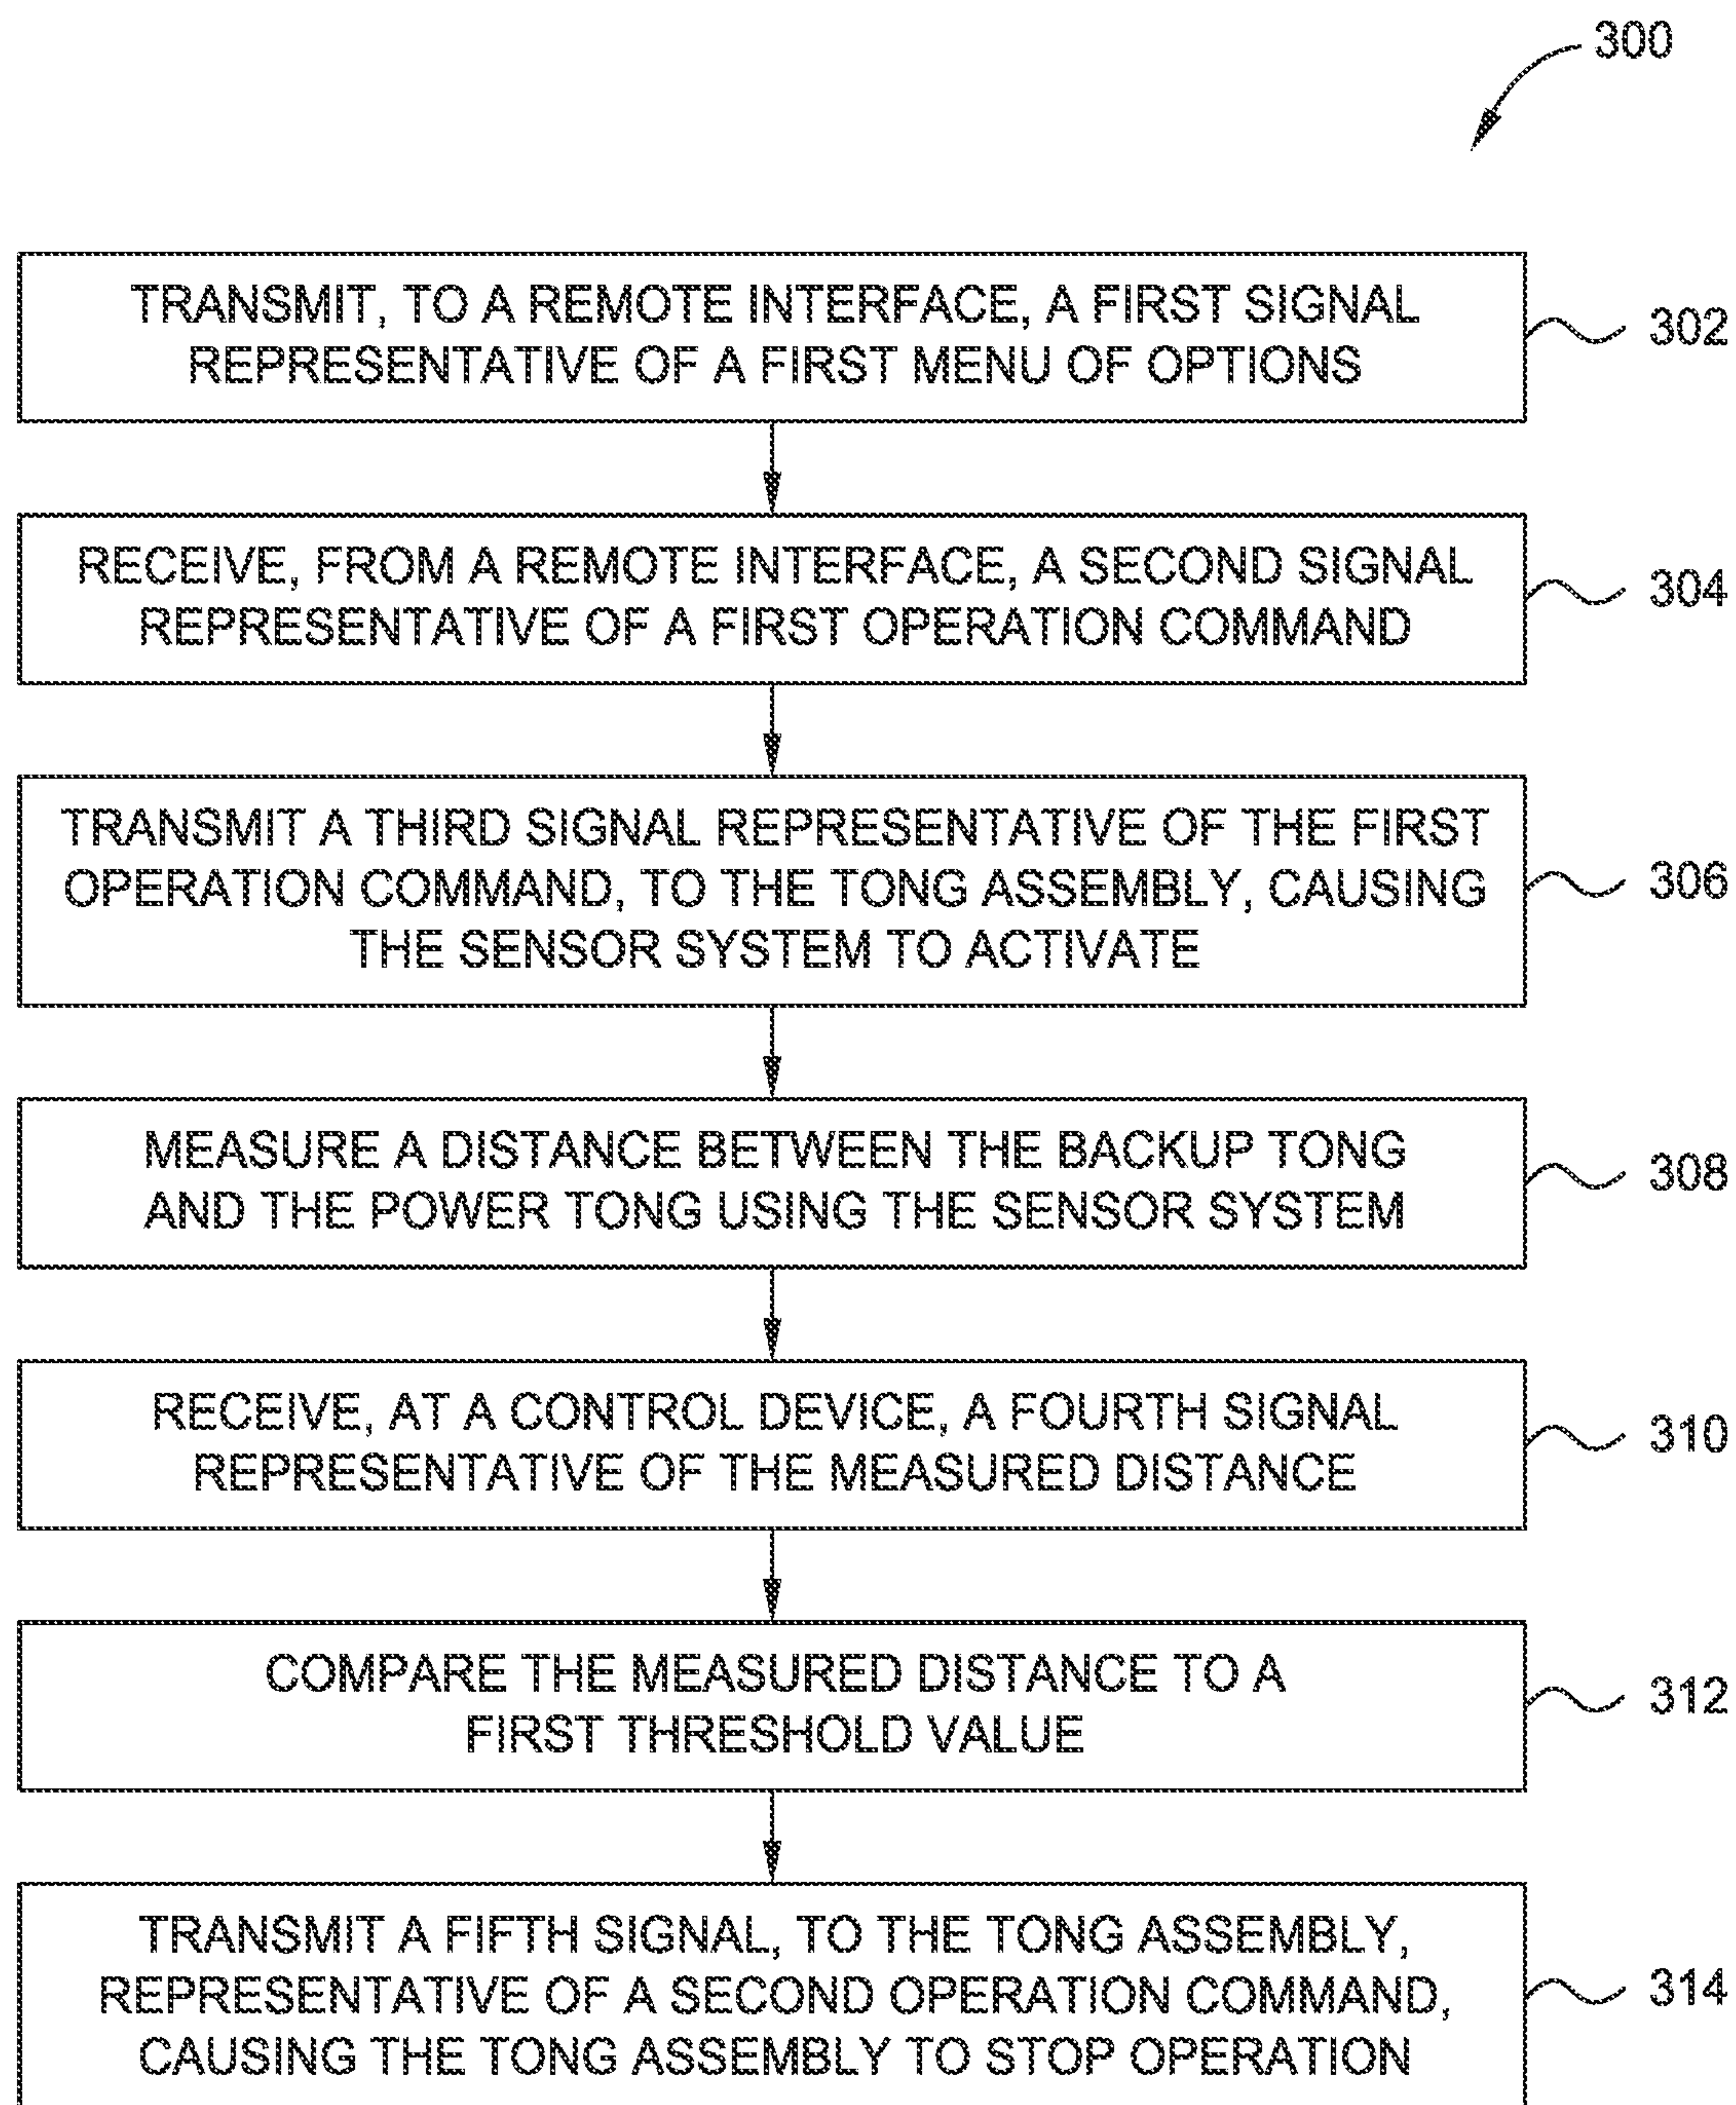 300
TRANSMIT, TO A REMOTE INTERFACE, A FIRST SIGNAL
REPRESENTATIVE OF A FIRST MENU OF OPTIONS
302
RECEIVE, FROM A REMOTE INTERFACE, A SECOND SIGNAL
REPRESENTATIVE OF A FIRST OPERATION COMMAND
304
TRANSMIT A THIRD SIGNAL REPRESENTATIVE OF THE FIRST
OPERATION COMMAND, TO THE TONG ASSEMBLY, CAUSING
THE SENSOR SYSTEM TO ACTIVATE
306
MEASURE A DISTANCE BETWEEN THE BACKUP TONG
AND THE POWER TONG USING THE SENSOR SYSTEM
308
RECEIVE, AT A CONTROL DEVICE, A FOURTH SIGNAL
REPRESENTATIVE OF THE MEASURED DISTANCE
310
COMPARE THE MEASURED DISTANCE TO A
FIRST THRESHOLD VALUE
312
TRANSMIT A FIFTH SIGNAL, TO THE TONG ASSEMBLY,
REPRESENTATIVE OF A SECOND OPERATION COMMAND,
CAUSING THE TONG ASSEMBLY TO STOP OPERATION
314